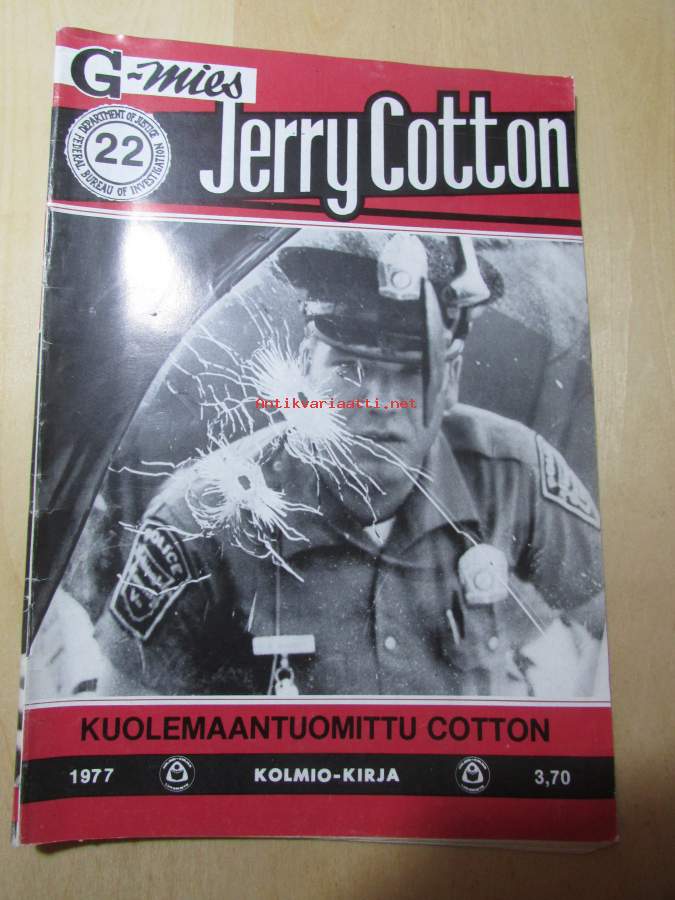 G-mies
DEPARTMENT OF JUSTICE
22
FEDERAL BUREAU OF INVESTIGATION
Jerry Cotton
Antikvariaatti.net
POLICE
KUOLEMAANTUOMITTU COTTON
1977
KOLMIO-KIRJA
3,70